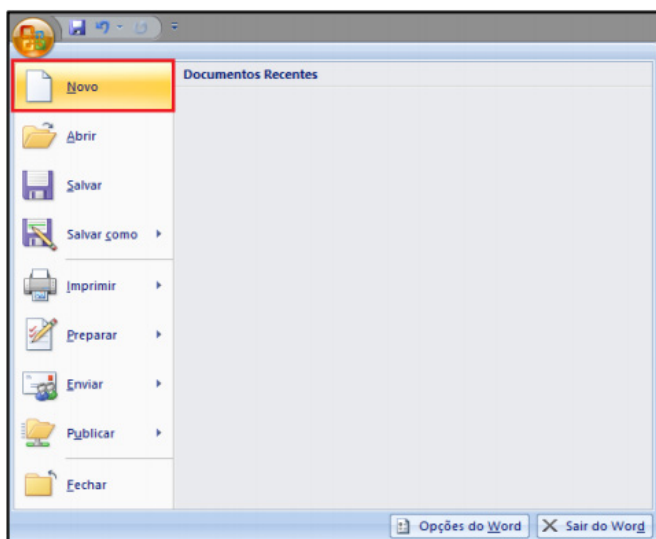 Documentos Recentes
Novo
Abrir
Salvar
Salvar como
Imprimir
Preparar
Enviar
Publicar
Fechar
Opções do Word
Sair do Word